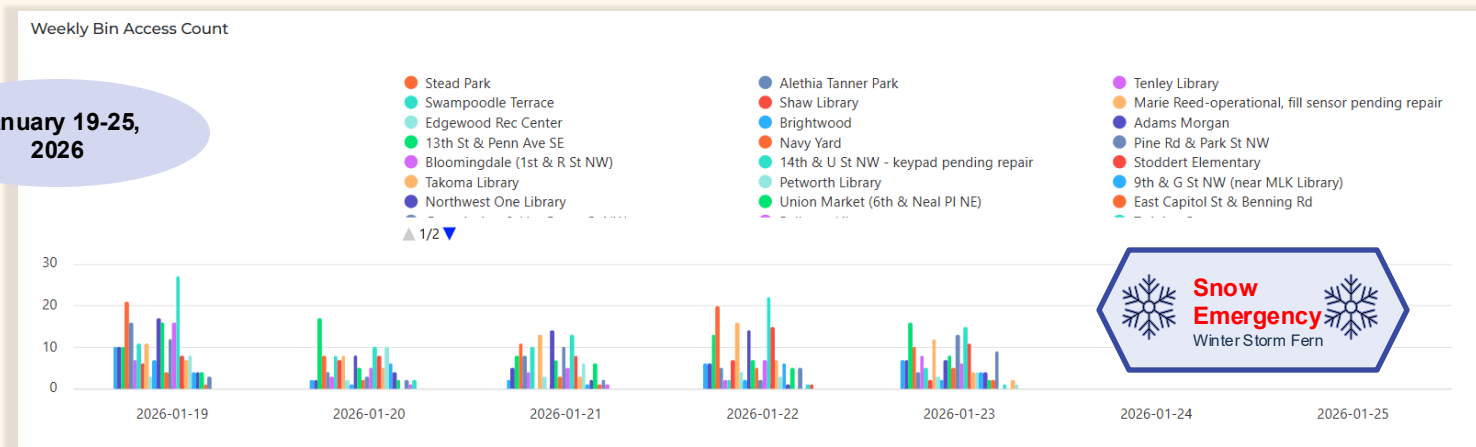 Weekly Bin Access Count
nuary 19-25,
2026
Stead Park
Swampoodle Terrace
Edgewood Rec Center
13th St & Penn Ave SE
Bloomingdale (1st & R St NW)
Takoma Library
Northwest One Library
Alethia Tanner Park
Shaw Library
Brightwood
Navy Yard
14th & U St NW - keypad pending repair
Petworth Library
Union Market (6th & Neal Pl NE)
Tenley Library
Marie Reed-operational, fill sensor pending repair
Adams Morgan
Pine Rd & Park St NW
Stoddert Elementary
9th & G St NW (near MLK Library)
East Capitol St & Benning Rd
1/2
30
20
10
0
Snow
Emergency
Winter Storm Fern
2026-01-19
2026-01-20
2026-01-21
2026-01-22
2026-01-23
2026-01-24
2026-01-25